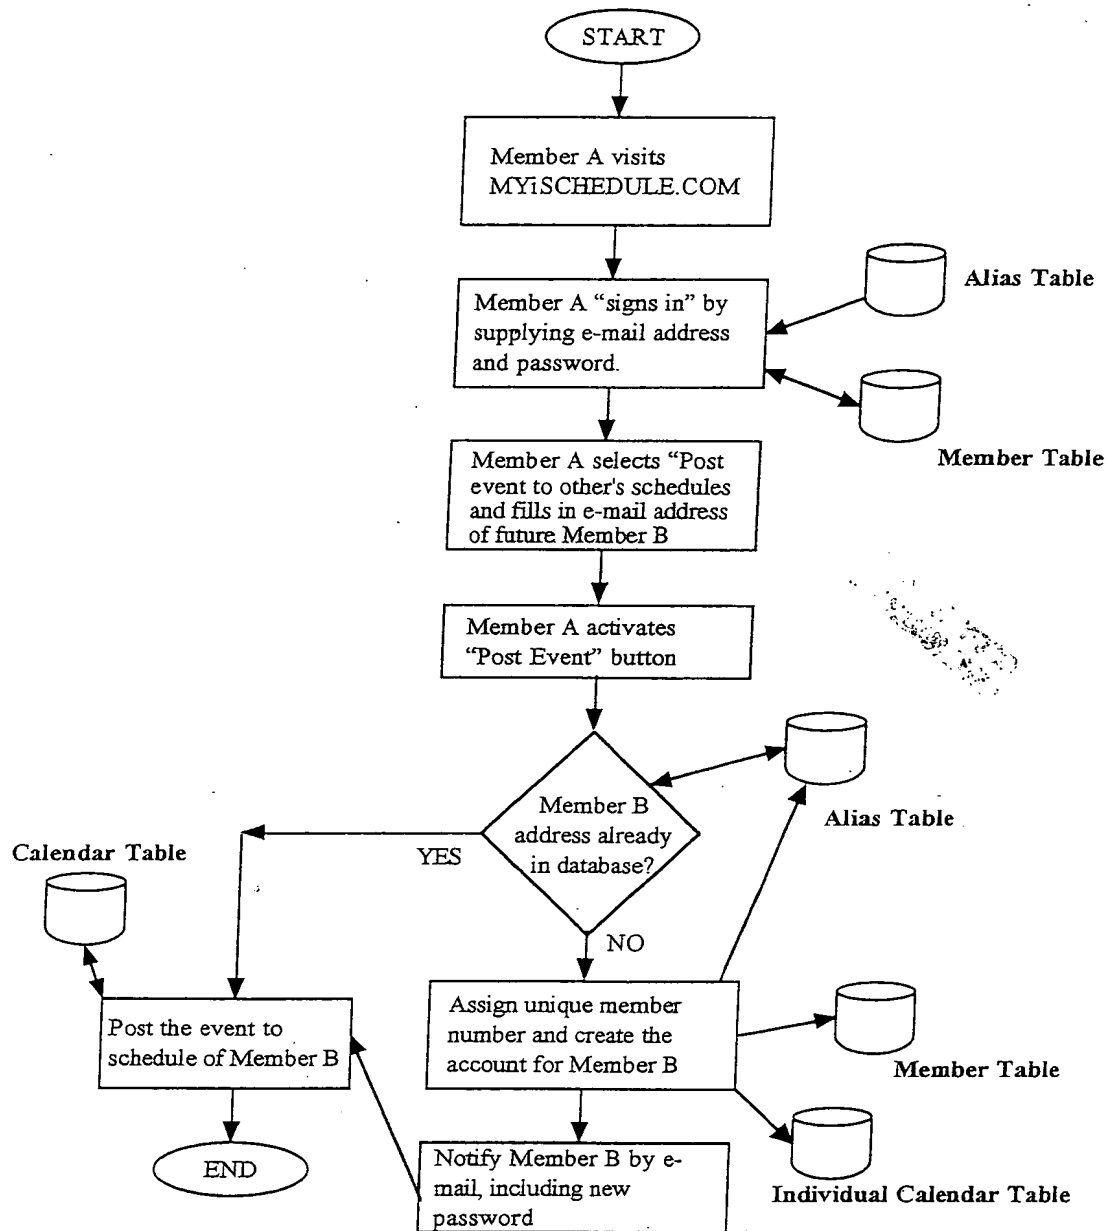 START
Member A visits
MYiSCHEDULE.COM
Member A “signs in” by
supplying e-mail address
and password.
Alias Table
Member Table
Member A selects “Post
event to other's schedules
and fills in e-mail address
of future Member B
Member A activates
“Post Event” button
Member B
address already
in database?
Alias Table
YES
Calendar Table
NO
Post the event to
schedule of Member B
Assign unique member
number and create the
account for Member B
Member Table
END
Notify Member B by e-
mail, including new
password
Individual Calendar Table